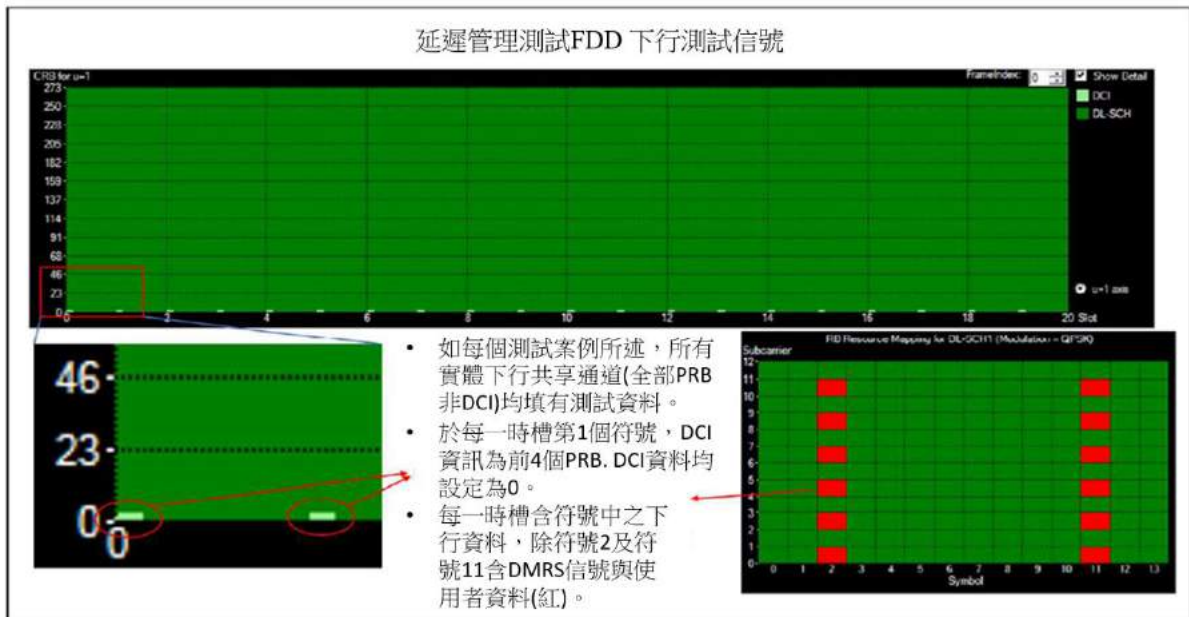 延遲管理測試FDD 下行測試信號
CRB for u=1
FrameIndex: 0
Show Detail
DCI
DL-SCH
273
250
228
205
182
159
137
114
91
68
46
23
0
u=1 axis
0 2 4 6 8 10 12 14 16 18 20 Slot
46
23
0
0
• 如每個測試案例所述，所有
實體下行共享通道(全部PRB
非DCI)均填有測試資料。
• 於每一時槽第1個符號，DCI
資訊為前4個PRB. DCI資料均
設定為0。
• 每一時槽含符號中之下
行資料，除符號2及符
號11含DMRS信號與使
用者資料(紅)。
RB Resource Mapping for DL-SCH1 (Modulation = QPSK)
Subcarrier
12
11
10
9
8
7
6
5
4
3
2
1
0
0 1 2 3 4 5 6 7 8 9 10 11 12 13
Symbol